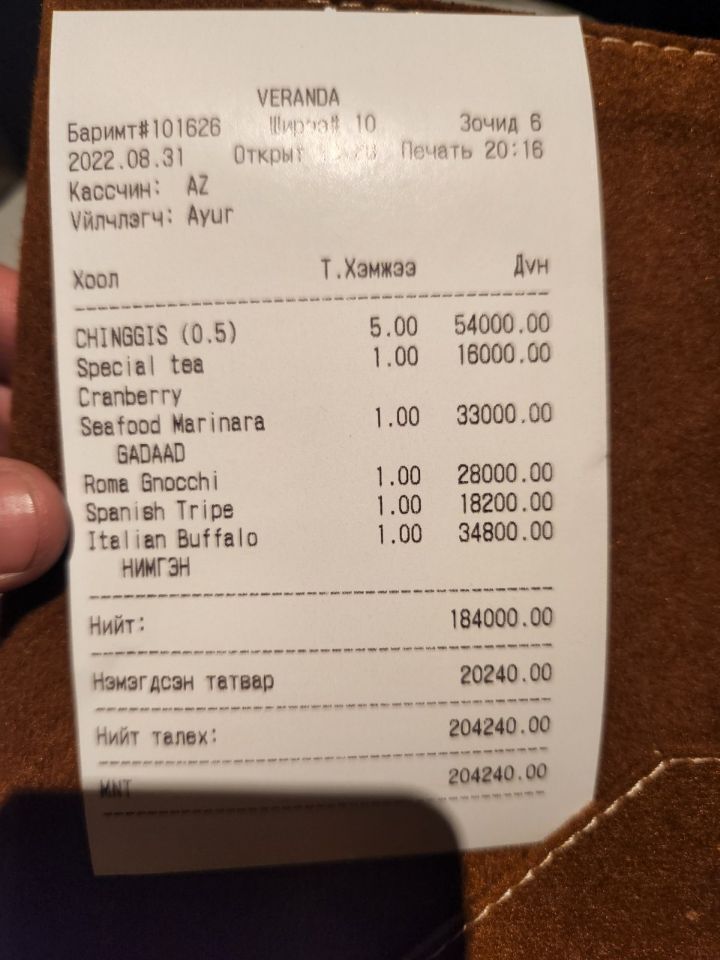 VERANDA
Баримт#101626 Ширээ# 10 Зочид 6
2022.08.31 Открыт Печать 20:16
Кассчин: AZ
Үйлчлэгч: Ayur
Хоол Т.Хэмжээ Дүн
CHINGGIS (0.5) 5.00 54000.00
Special tea 1.00 16000.00
Cranberry
Seafood Marinara 1.00 33000.00
GADAAD
Roma Gnocchi 1.00 28000.00
Spanish Tripe 1.00 18200.00
Italian Buffalo 1.00 34800.00
НИМГЭН
Нийт: 184000.00
Нэмэгдсэн татвар 20240.00
Нийт төлөх: 204240.00
MNT 204240.00